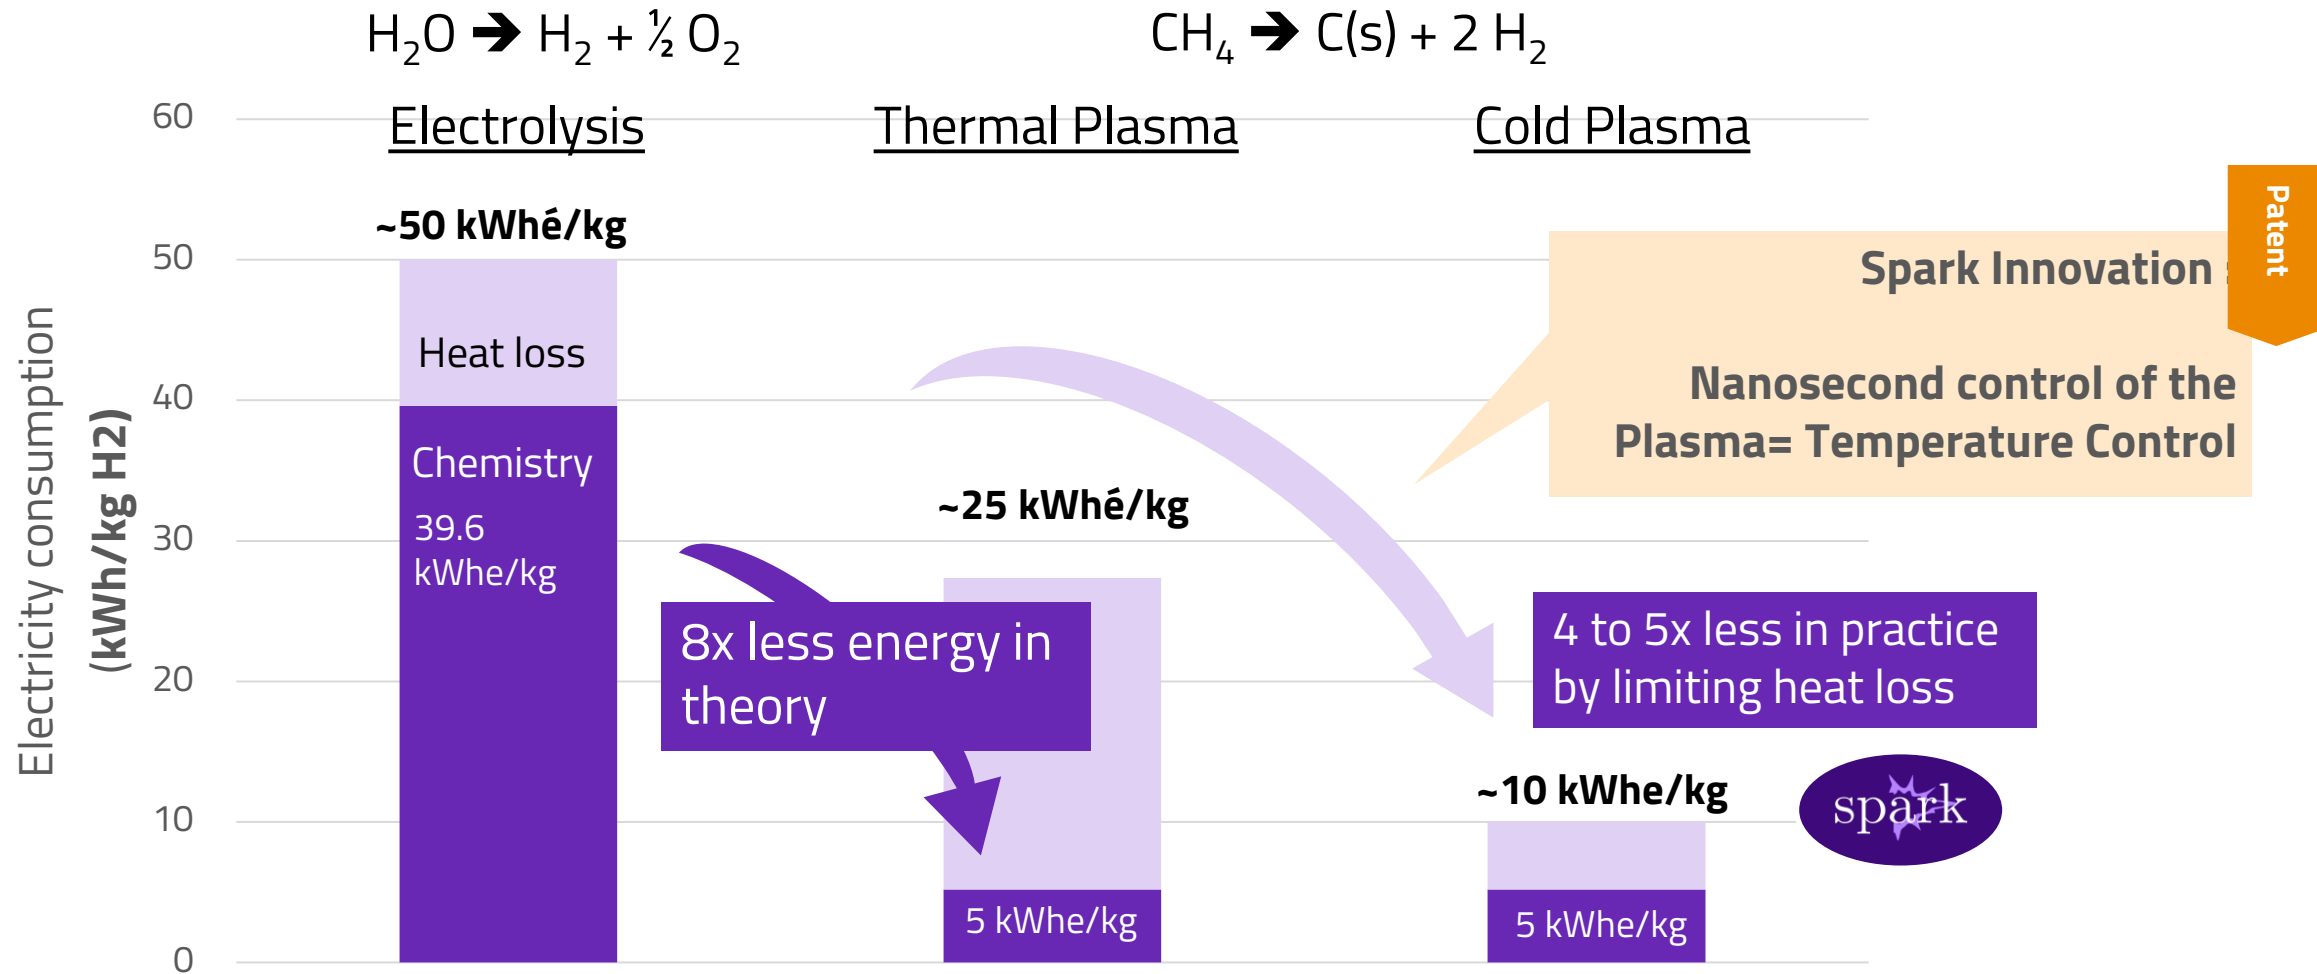 H₂O ➔ H₂ + ½ O₂
CH₄ ➔ C(s) + 2 H₂
Electrolysis
Thermal Plasma
Cold Plasma
Electricity consumption
(kWh/kg H2)
60
50
40
30
20
10
0
~50 kWhé/kg
Heat loss
Chemistry
39.6
kWhe/kg
8x less energy in
theory
~25 kWhé/kg
5 kWhe/kg
Patent
Spark Innovation :
Nanosecond control of the
Plasma= Temperature Control
4 to 5x less in practice
by limiting heat loss
~10 kWhe/kg
5 kWhe/kg
spark